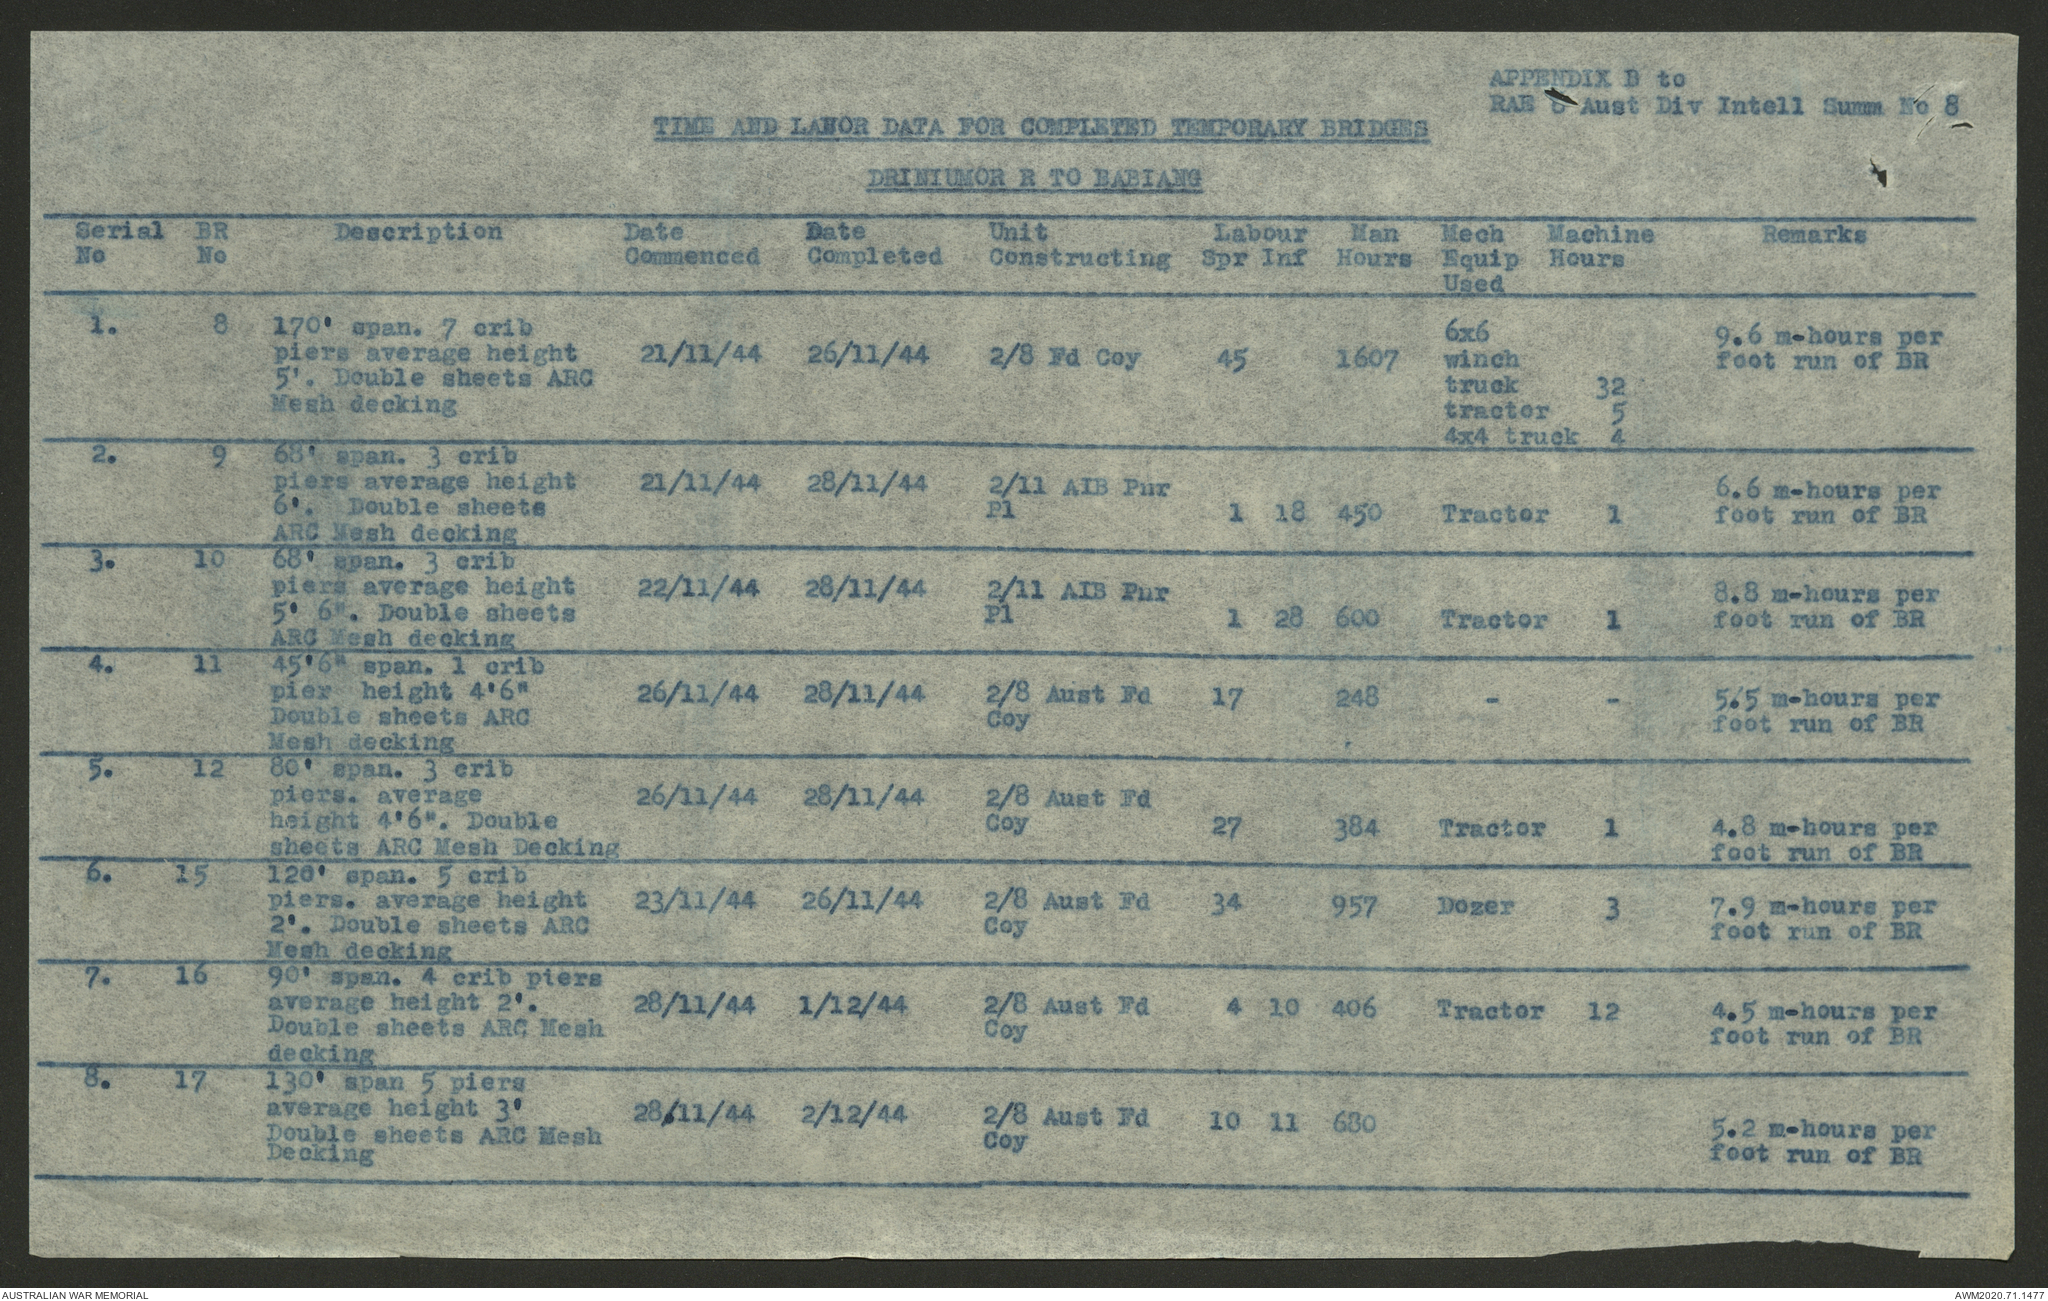 APPENDIX B to
RAE 6 Aust Div Intell Summ No 8
TIME AND LABOR DATA FOR COMPLETED TEMPORARY BRIDGES
DRINIUMOR R TO BABIANG
Serial BR Description Date Date Unit Labour Man Mech Machine Remarks
No No Commenced Completed Constructing Spr Inf Hours Equip Hours
Used
1. 8 170' span. 7 crib 6x6 9.6 m-hours per
piers average height 21/11/44 26/11/44 2/8 Fd Coy 45 1607 winch foot run of BR
5'. Double sheets ARC truck 32
Mesh decking tractor 5
4x4 truck 4
2. 9 68' span. 3 crib
piers average height 21/11/44 28/11/44 2/11 AIB Pnr 6.6 m-hours per
6'. Double sheets Pl 1 18 450 Tractor 1 foot run of BR
ARC Mesh decking
3. 10 68' span. 3 crib
piers average height 22/11/44 28/11/44 2/11 AIB Pnr 8.8 m-hours per
5' 6". Double sheets Pl 1 28 600 Tractor 1 foot run of BR
ARC Mesh decking
4. 11 45'6" span. 1 crib
pier height 4'6" 26/11/44 28/11/44 2/8 Aust Fd 17 248 - - 5.5 m-hours per
Double sheets ARC Coy foot run of BR
Mesh decking
5. 12 80' span. 3 crib
piers. average 26/11/44 28/11/44 2/8 Aust Fd
height 4'6". Double Coy 27 384 Tractor 1 4.8 m-hours per
sheets ARC Mesh Decking foot run of BR
6. 15 120' span. 5 crib
piers. average height 23/11/44 26/11/44 2/8 Aust Fd 34 957 Dozer 3 7.9 m-hours per
2'. Double sheets ARC Coy foot run of BR
Mesh decking
7. 16 90' span. 4 crib piers
average height 2'. 28/11/44 1/12/44 2/8 Aust Fd 4 10 406 Tractor 12 4.5 m-hours per
Double sheets ARC Mesh Coy foot run of BR
decking
8. 17 130' span 5 piers
average height 3' 28/11/44 2/12/44 2/8 Aust Fd 10 11 680
Double sheets ARC Mesh Coy 5.2 m-hours per
Decking foot run of BR
AUSTRALIAN WAR MEMORIAL AWM2020.71.1477